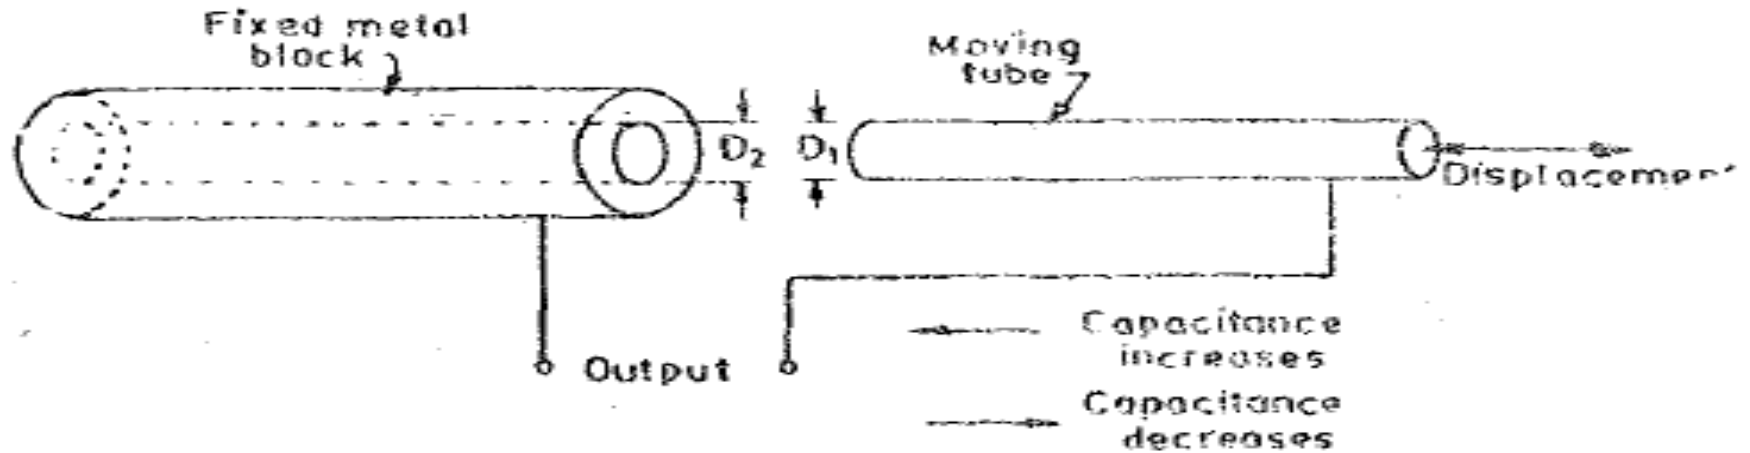 Fixed metal
block
Moving
tube
D₂
D₁
Displacement
Output
Capacitance
increases
Capacitance
decreases